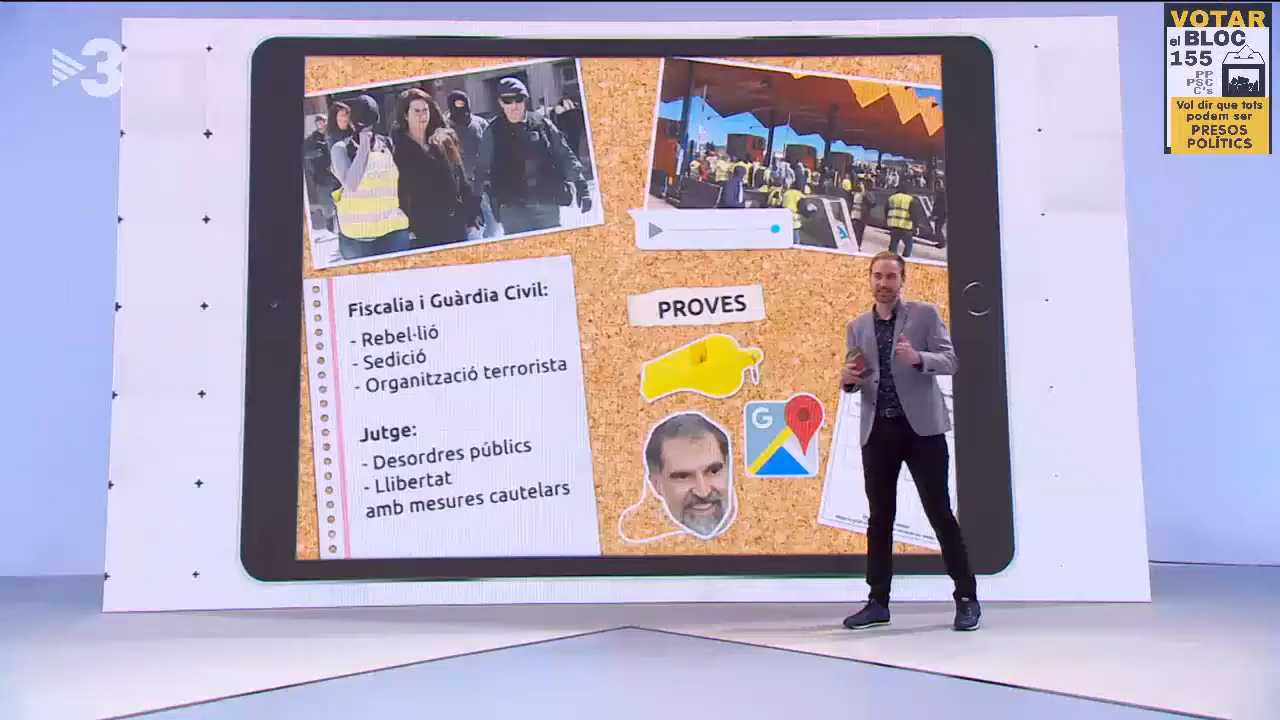 3
VOTAR
el BLOC
155
PP
PSC
C's
Vol dir que tots
podem ser
PRESOS
POLÍTICS
Fiscalia i Guàrdia Civil:
- Rebel·lió
- Sedició
- Organització terrorista
Jutge:
- Desordres públics
- Llibertat
amb mesures cautelars
PROVES
G